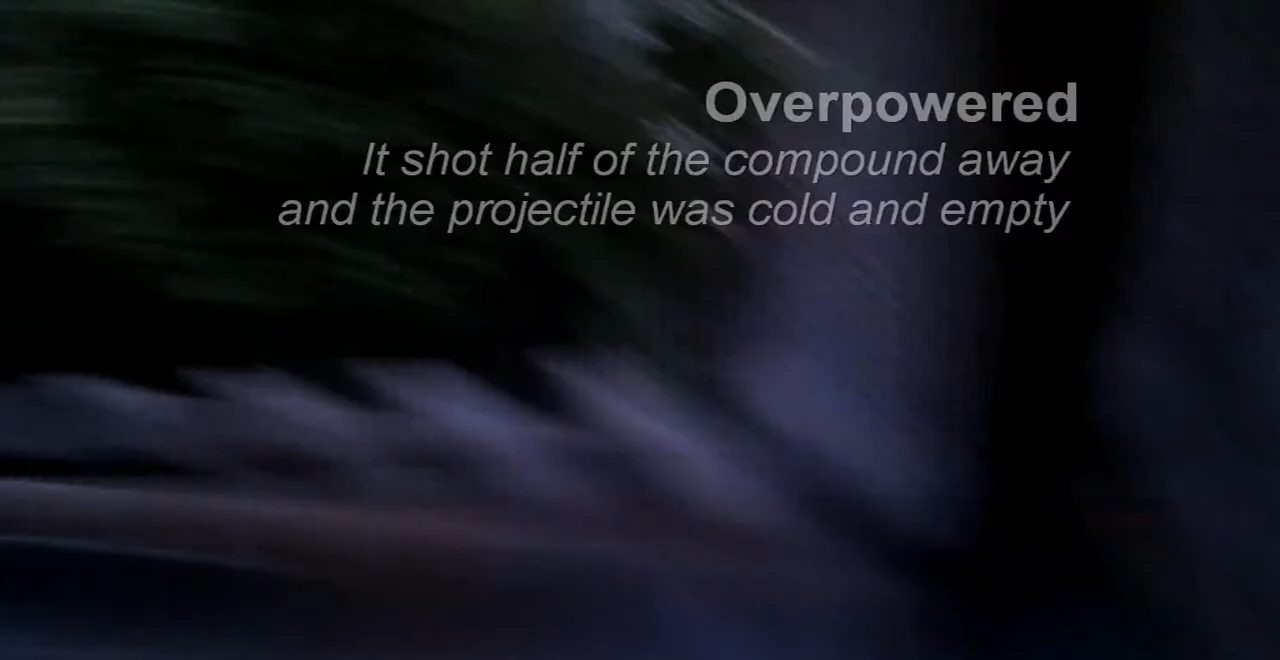 Overpowered
It shot half of the compound away
and the projectile was cold and empty